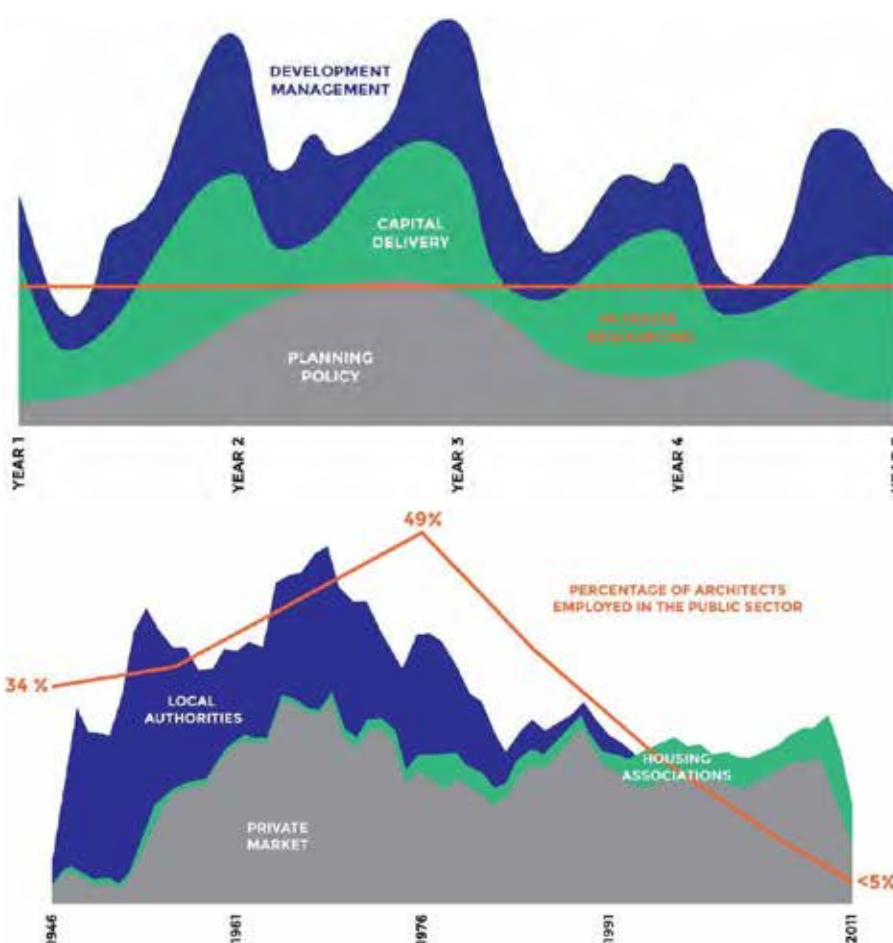 DEVELOPMENT
MANAGEMENT
CAPITAL
DELIVERY
RESOURCING
PLANNING
POLICY
YEAR 1
YEAR 2
YEAR 3
YEAR 4
49%
PERCENTAGE OF ARCHITECTS
EMPLOYED IN THE PUBLIC SECTOR
34 %
LOCAL
AUTHORITIES
HOUSING
ASSOCIATIONS
PRIVATE
MARKET
<5%
1946
1961
1976
1991
2011